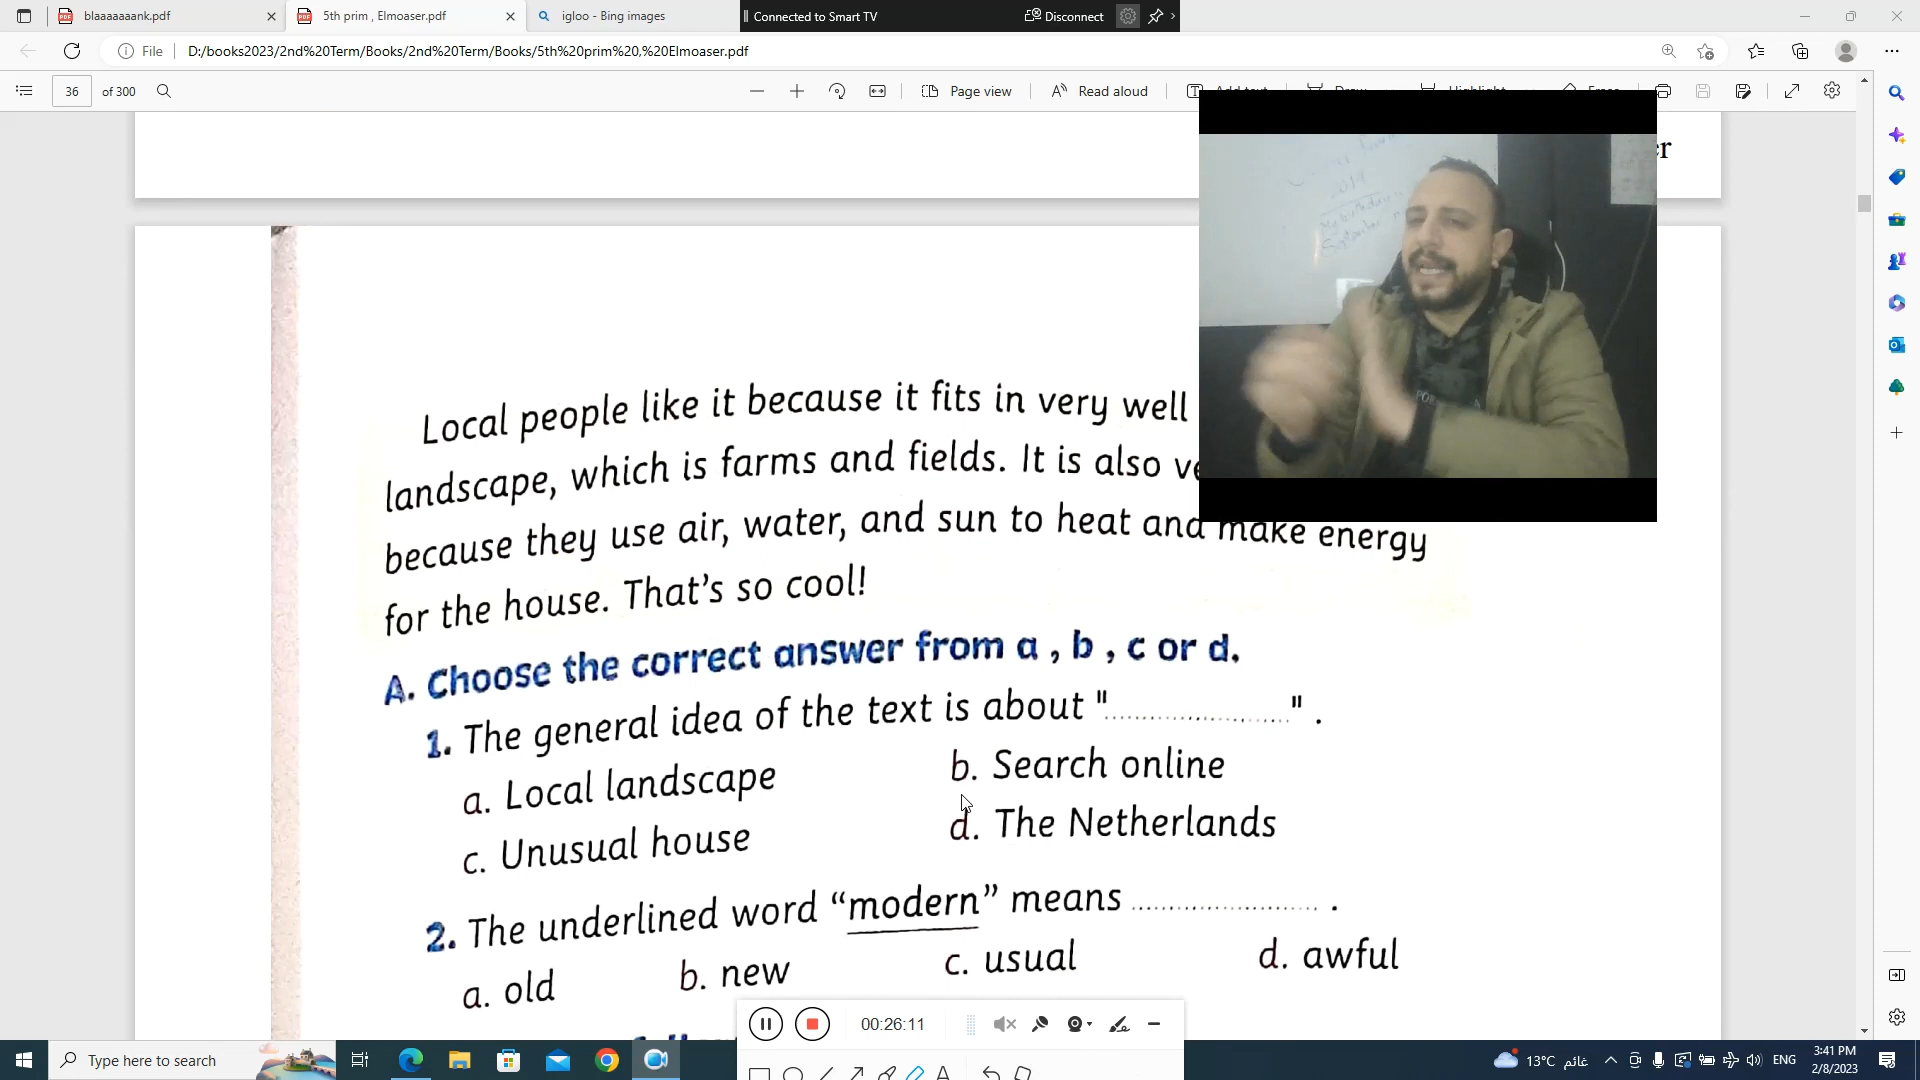 blaaaaaaank.pdf
5th prim , Elmoaser.pdf
igloo - Bing images
Connected to Smart TV
Disconnect
File
D:/books2023/2nd%20Term/Books/2nd%20Term/Books/5th%20prim%20,%20Elmoaser.pdf
36
of 300
Page view
Read aloud
Local people like it because it fits in very well
landscape, which is farms and fields. It is also
because they use air, water, and sun to heat and make energy
for the house. That's so cool!
A. Choose the correct answer from a , b , c or d.
1. The general idea of the text is about "....................." .
a. Local landscape
b. Search online
c. Unusual house
d. The Netherlands
2. The underlined word “modern” means ..................... .
a. old
b. new
c. usual
d. awful
00:26:11
Type here to search
13°C غائم
ENG
3:41 PM
2/8/2023